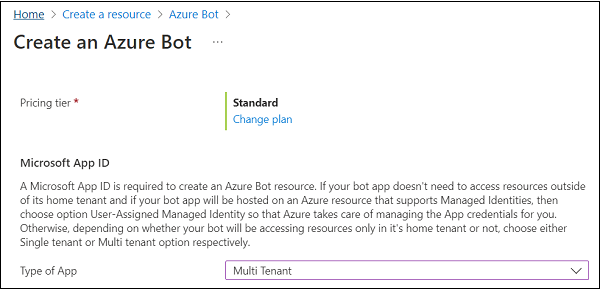 Home > Create a resource > Azure Bot >
Create an Azure Bot ...
Pricing tier *
Standard
Change plan
Microsoft App ID
A Microsoft App ID is required to create an Azure Bot resource. If your bot app doesn't need to access resources outside
of its home tenant and if your bot app will be hosted on an Azure resource that supports Managed Identities, then
choose option User-Assigned Managed Identity so that Azure takes care of managing the App credentials for you.
Otherwise, depending on whether your bot will be accessing resources only in it's home tenant or not, choose either
Single tenant or Multi tenant option respectively.
Type of App
Multi Tenant